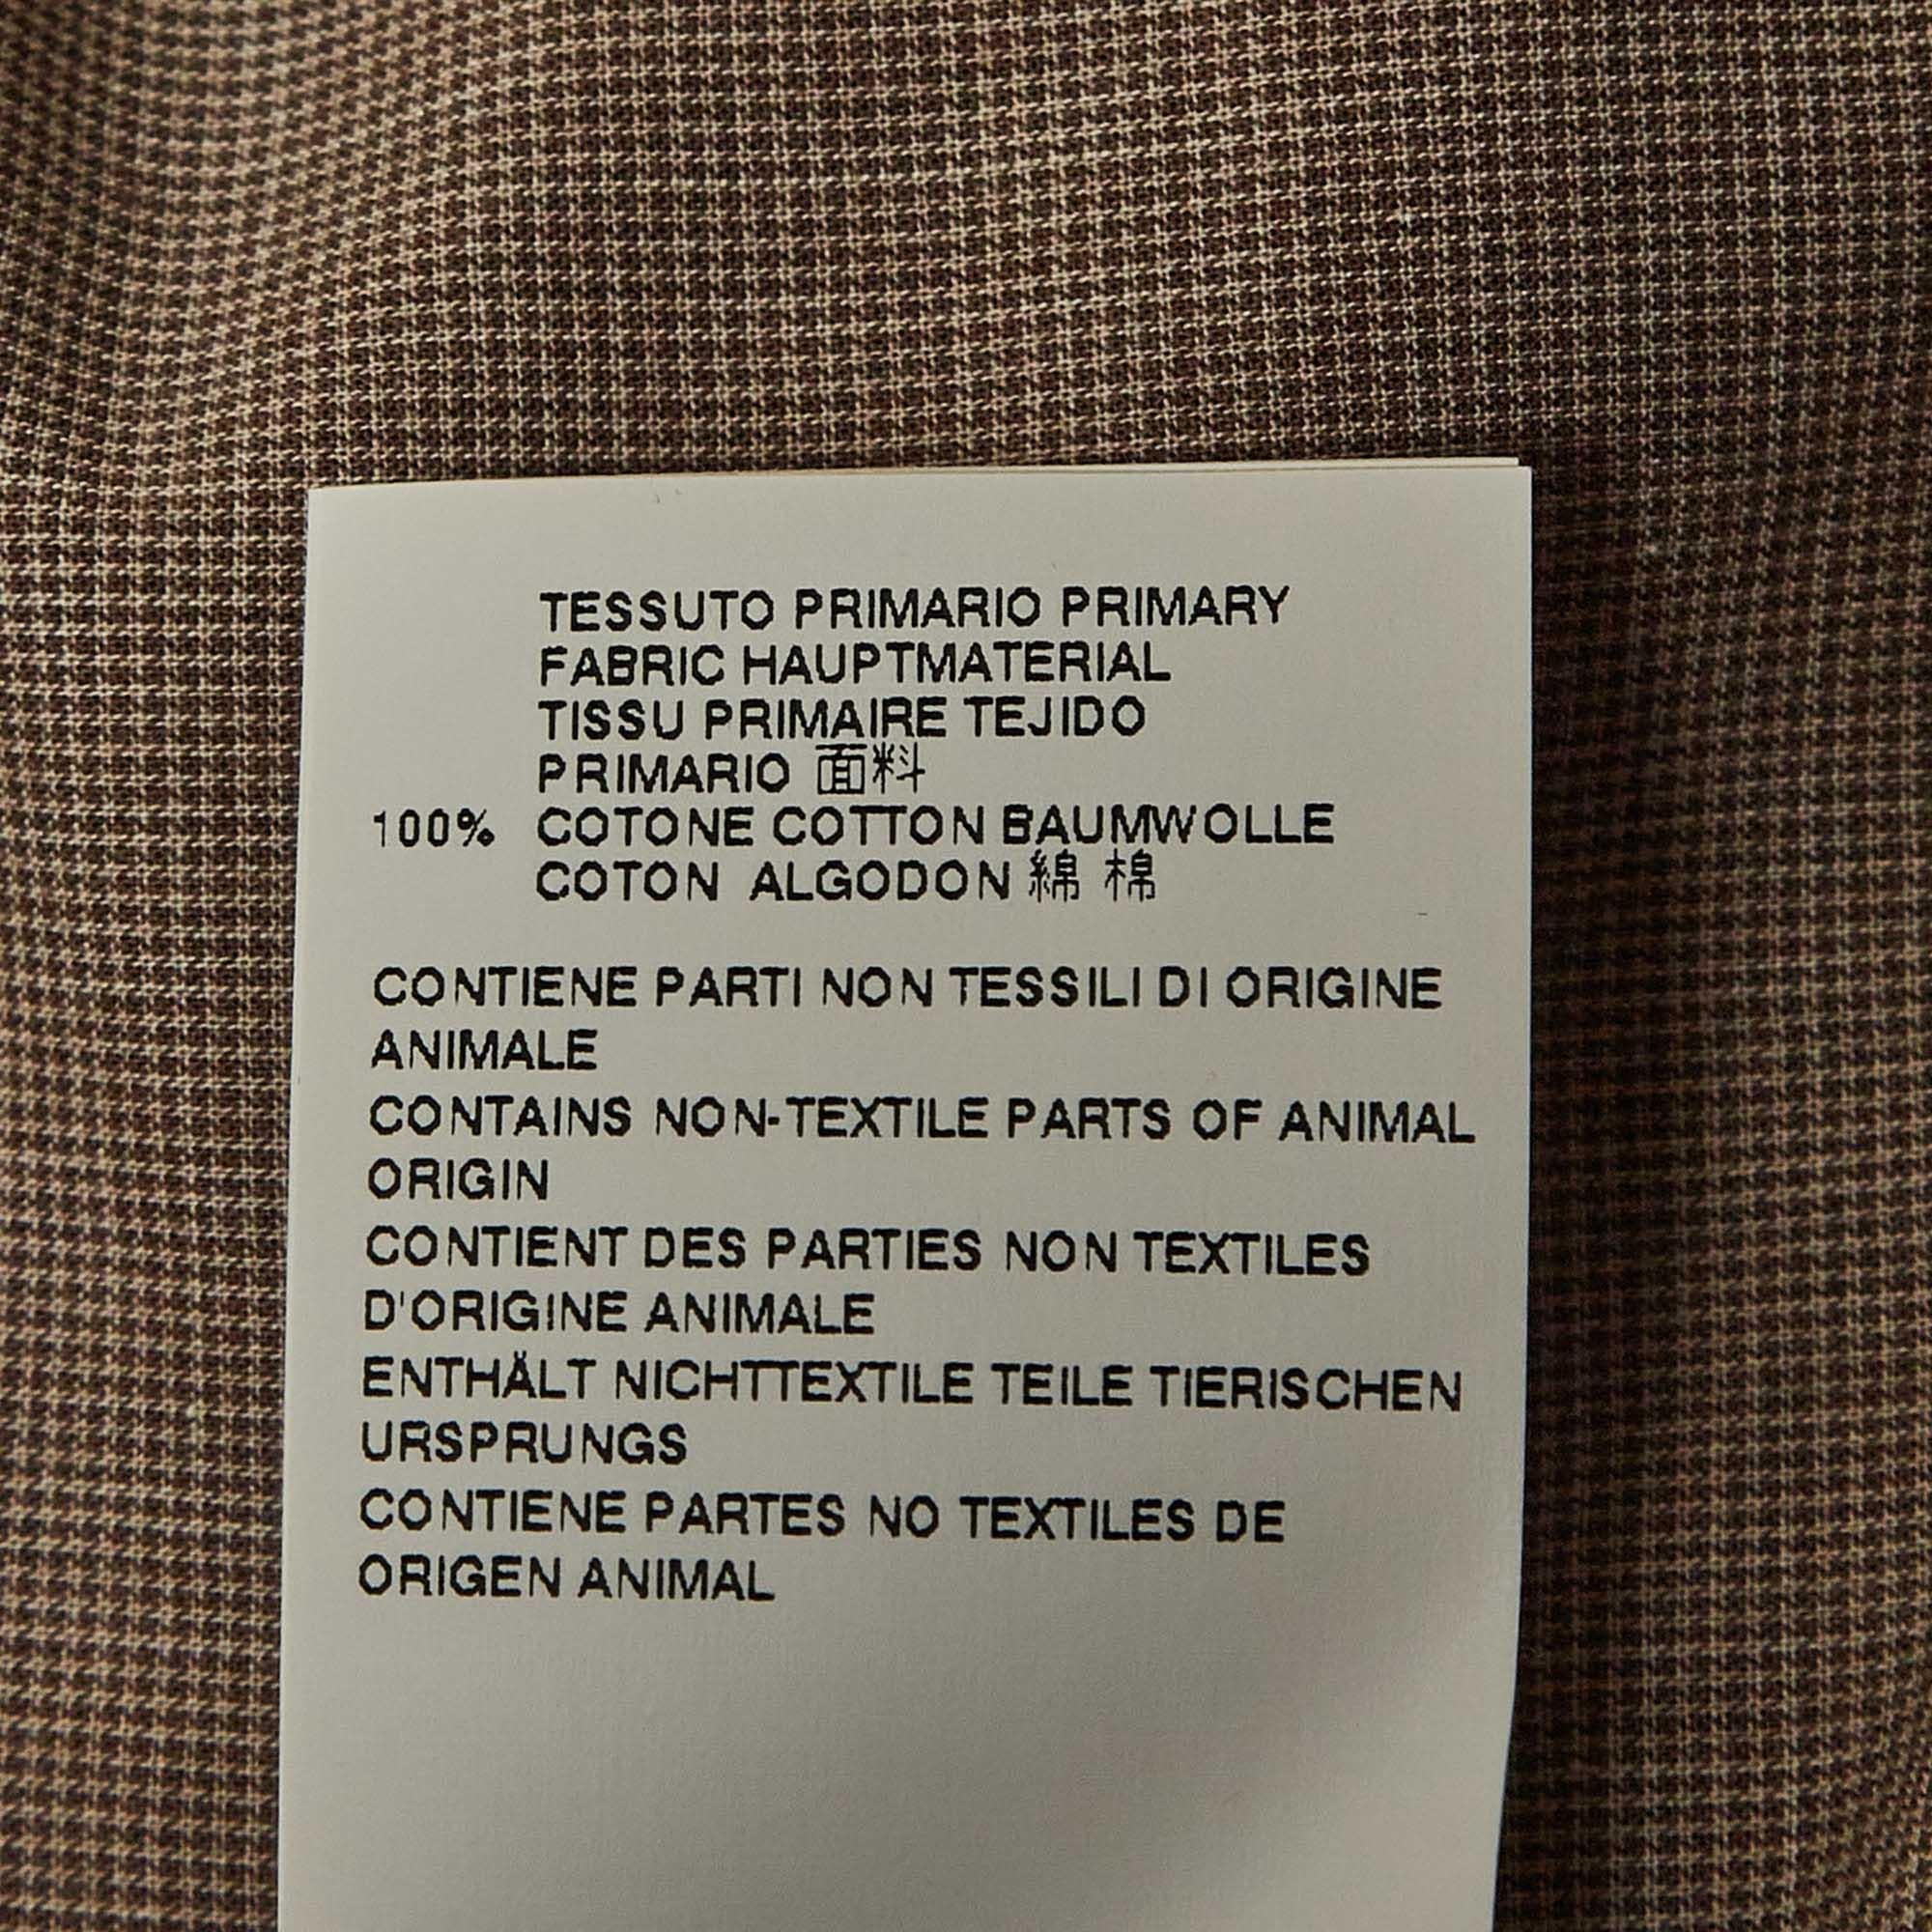 TESSUTO PRIMARIO PRIMARY
FABRIC HAUPTMATERIAL
TISSU PRIMAIRE TEJIDO
PRIMARIO 面料
100% COTONE COTTON BAUMWOLLE
COTON ALGODON 綿 棉
CONTIENE PARTI NON TESSILI DI ORIGINE
ANIMALE
CONTAINS NON-TEXTILE PARTS OF ANIMAL
ORIGIN
CONTIENT DES PARTIES NON TEXTILES
D'ORIGINE ANIMALE
ENTHÄLT NICHTTEXTILE TEILE TIERISCHEN
URSPRUNGS
CONTIENE PARTES NO TEXTILES DE
ORIGEN ANIMAL